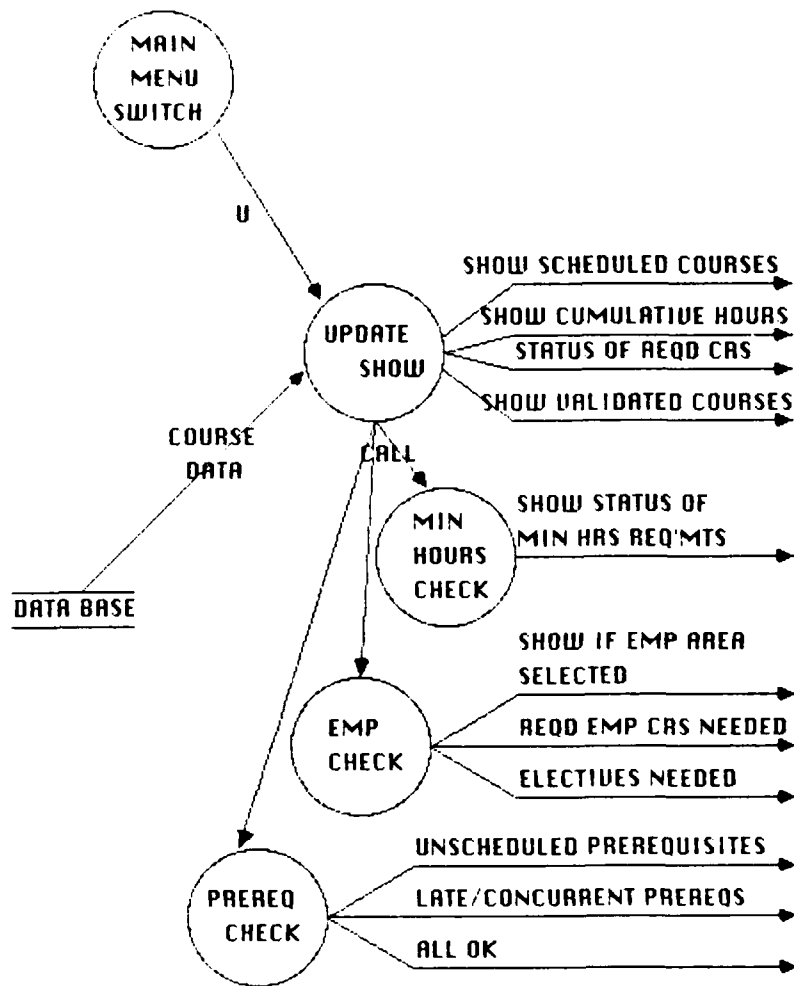 MAIN
MENU
SWITCH
U
SHOW SCHEDULED COURSES
SHOW CUMULATIVE HOURS
UPDATE
SHOW
STATUS OF REQD CRS
SHOW VALIDATED COURSES
COURSE
DATA
CALL
MIN
HOURS
CHECK
SHOW STATUS OF
MIN HRS REQ'MTS
DATA BASE
SHOW IF EMP AREA
SELECTED
EMP
CHECK
REQD EMP CRS NEEDED
ELECTIVES NEEDED
UNSCHEDULED PREREQUISITES
PREREQ
CHECK
LATE/CONCURRENT PREREQS
ALL OK